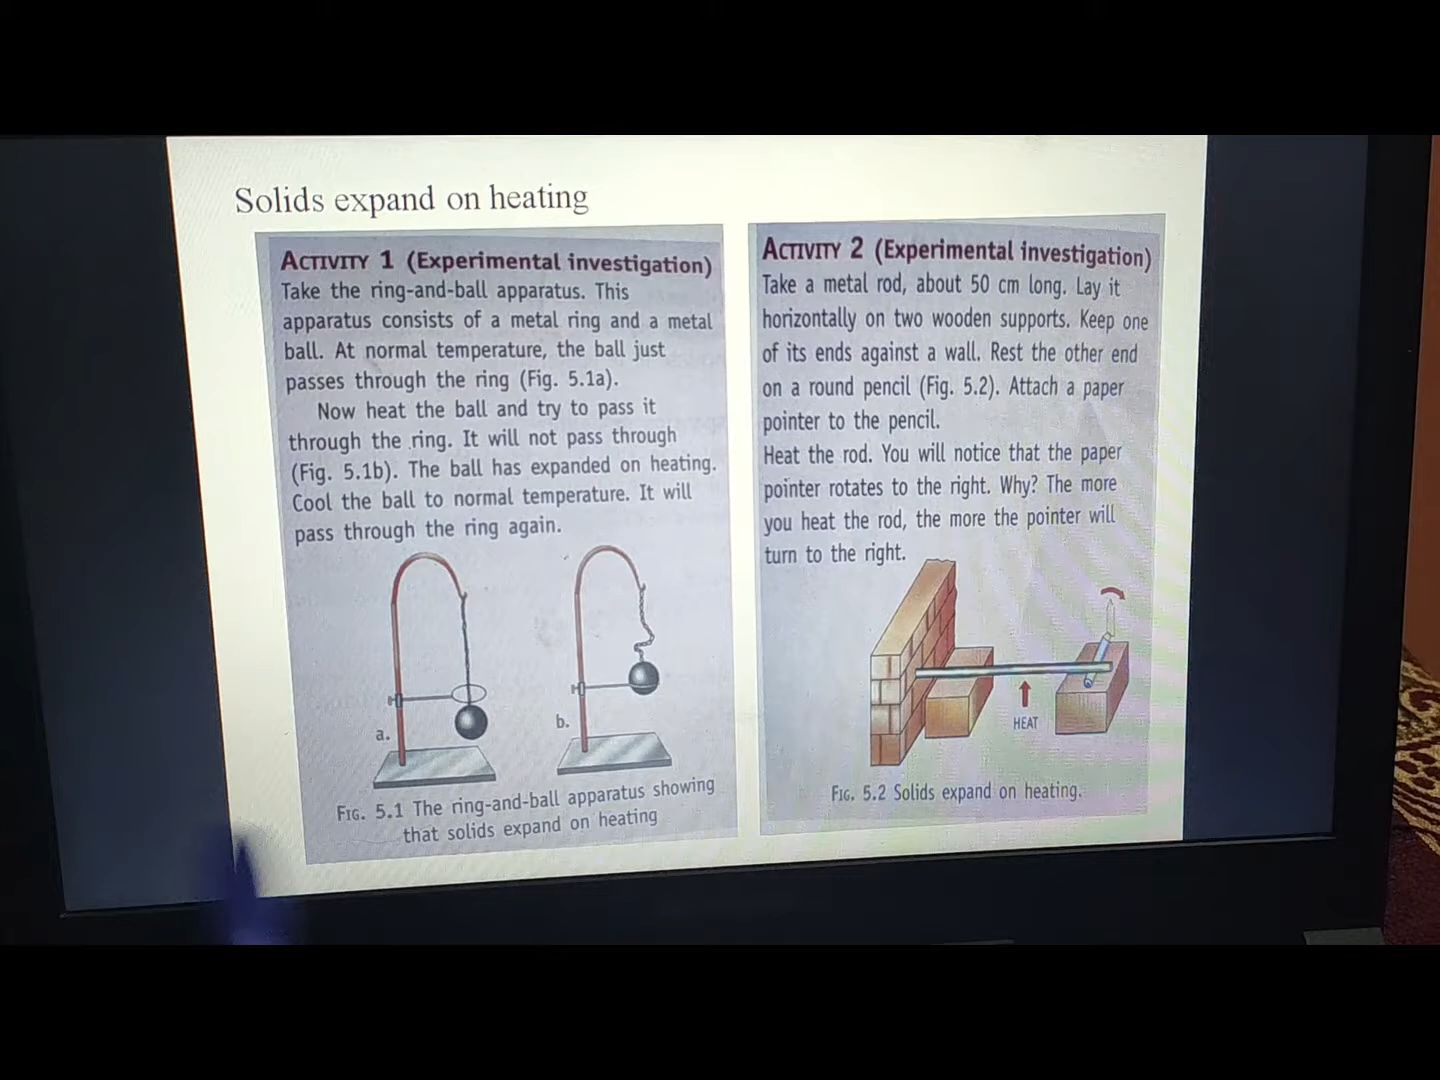 Solids expand on heating
ACTIVITY 1 (Experimental investigation)
Take the ring-and-ball apparatus. This
apparatus consists of a metal ring and a metal
ball. At normal temperature, the ball just
passes through the ring (Fig. 5.1a).
Now heat the ball and try to pass it
through the ring. It will not pass through
(Fig. 5.1b). The ball has expanded on heating.
Cool the ball to normal temperature. It will
pass through the ring again.
a.
b.
FIG. 5.1 The ring-and-ball apparatus showing
that solids expand on heating
ACTIVITY 2 (Experimental investigation)
Take a metal rod, about 50 cm long. Lay it
horizontally on two wooden supports. Keep one
of its ends against a wall. Rest the other end
on a round pencil (Fig. 5.2). Attach a paper
pointer to the pencil.
Heat the rod. You will notice that the paper
pointer rotates to the right. Why? The more
you heat the rod, the more the pointer will
turn to the right.
HEAT
FIG. 5.2 Solids expand on heating.